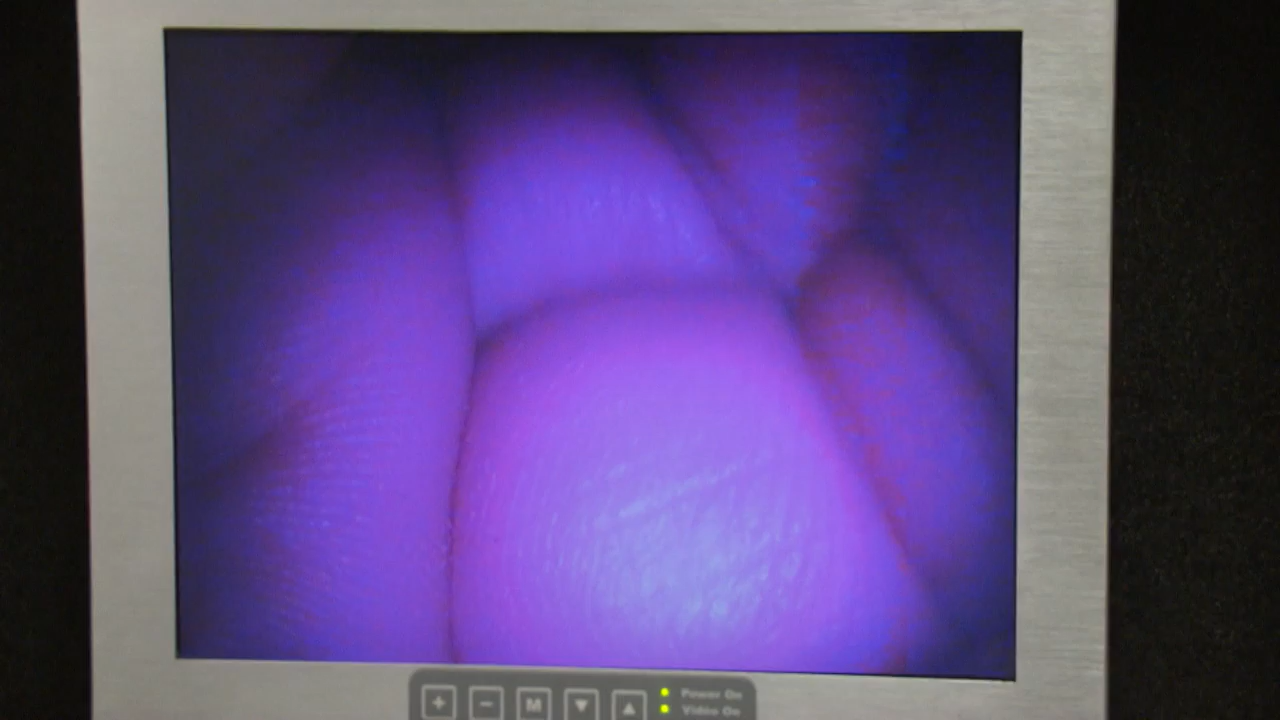 + − M ▼ ▲
Power On
Video On